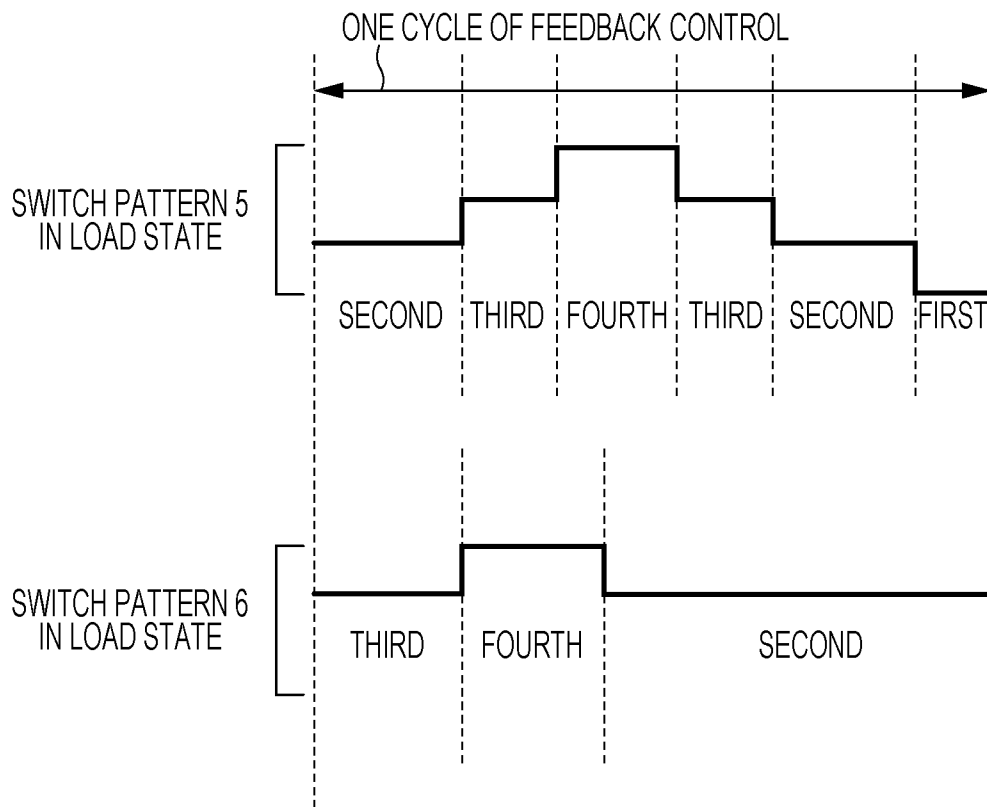 ONE CYCLE OF FEEDBACK CONTROL
SWITCH PATTERN 5
IN LOAD STATE
SECOND THIRD FOURTH THIRD SECOND FIRST
SWITCH PATTERN 6
IN LOAD STATE
THIRD FOURTH SECOND